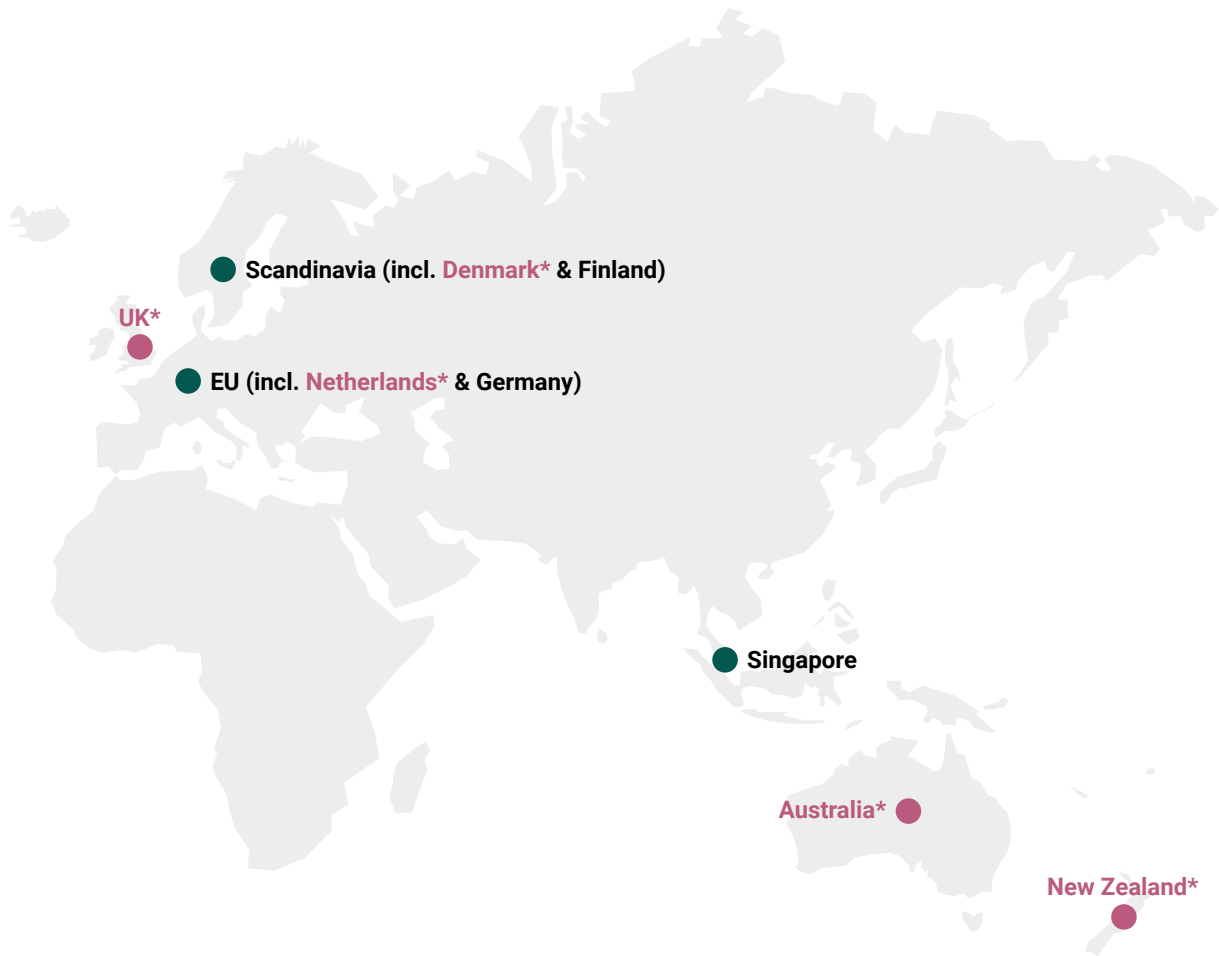 Scandinavia (incl. Denmark* & Finland)
UK*
EU (incl. Netherlands* & Germany)
Singapore
Australia*
New Zealand*